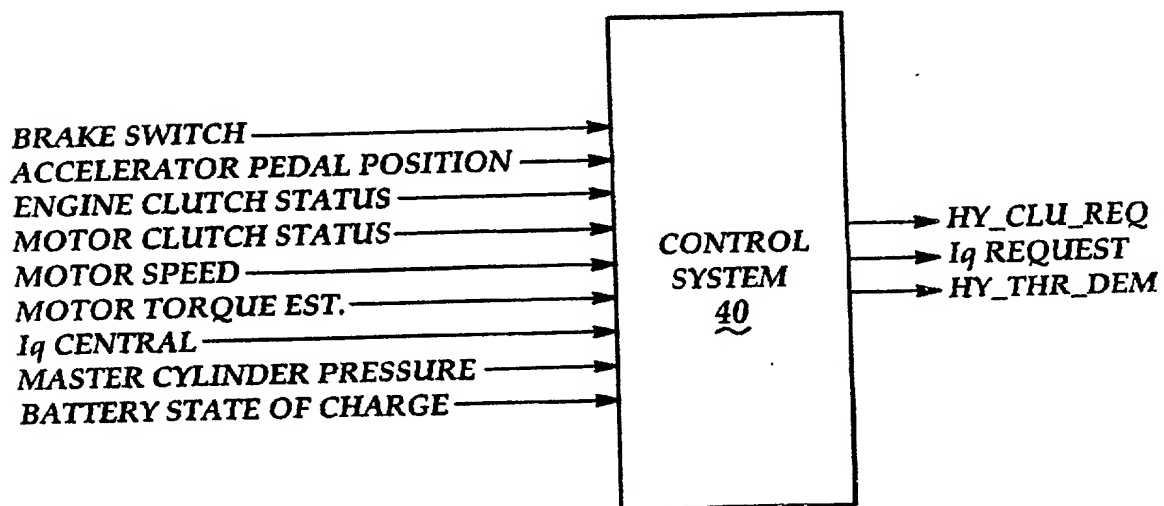 BRAKE SWITCH
ACCELERATOR PEDAL POSITION
ENGINE CLUTCH STATUS
MOTOR CLUTCH STATUS
MOTOR SPEED
MOTOR TORQUE EST.
Iq CENTRAL
MASTER CYLINDER PRESSURE
BATTERY STATE OF CHARGE
CONTROL
SYSTEM
40
HY_CLU_REQ
Iq REQUEST
HY_THR_DEM